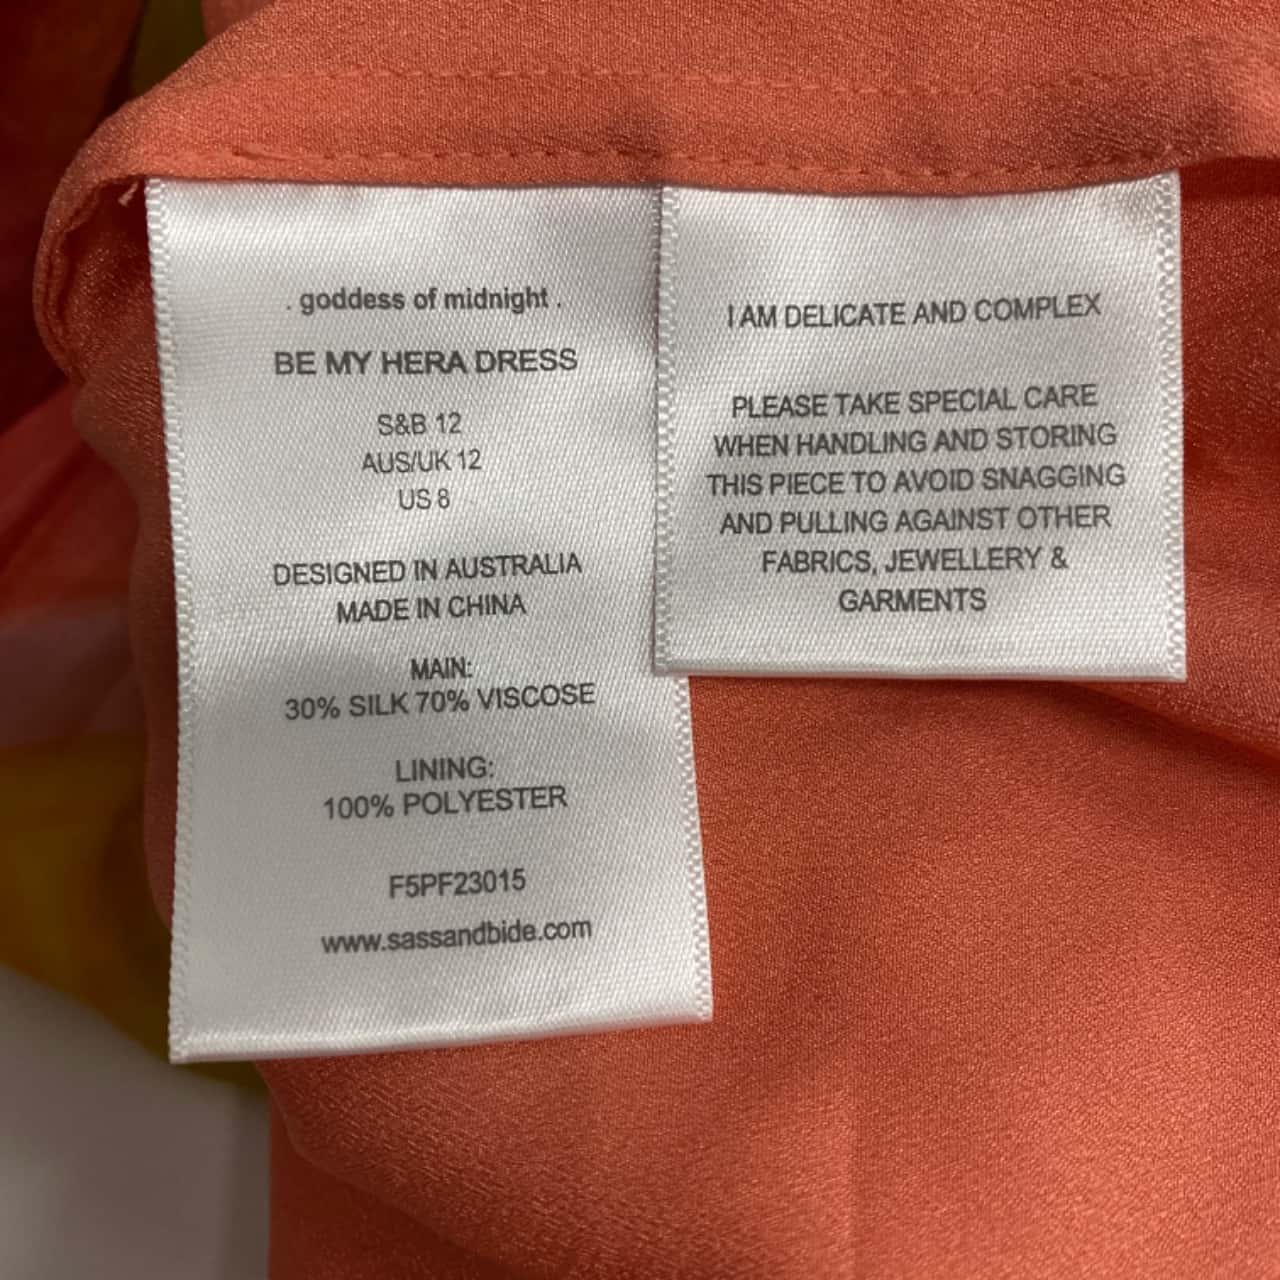 . goddess of midnight .
BE MY HERA DRESS
S&B 12
AUS/UK 12
US 8
DESIGNED IN AUSTRALIA
MADE IN CHINA
MAIN:
30% SILK 70% VISCOSE
LINING:
100% POLYESTER
F5PF23015
www.sassandbide.com
I AM DELICATE AND COMPLEX
PLEASE TAKE SPECIAL CARE
WHEN HANDLING AND STORING
THIS PIECE TO AVOID SNAGGING
AND PULLING AGAINST OTHER
FABRICS, JEWELLERY &
GARMENTS